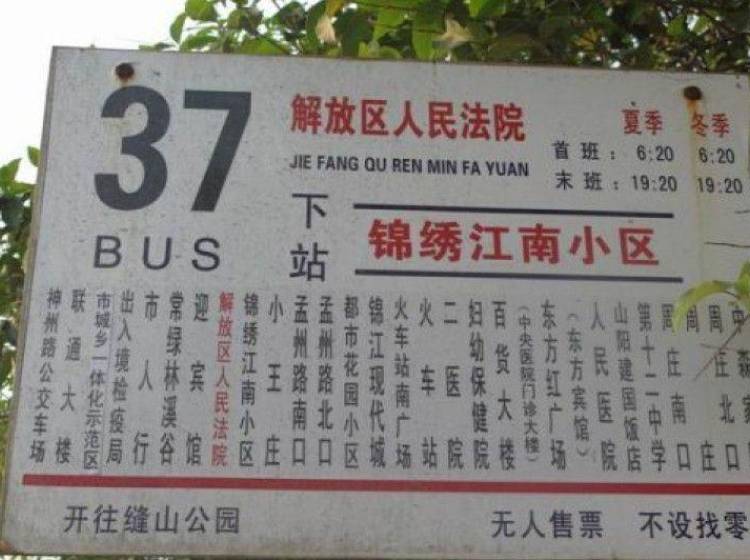 37
BUS
解放区人民法院
JIE FANG QU REN MIN FA YUAN
夏季 冬季
首班：6:20 6:20
末班：19:20 19:20
下站
锦绣江南小区
神州路公交车场
联通大楼
市城乡一体化示范区
出入境检疫局
市人行
常绿林溪谷
迎宾馆
解放区人民法院
锦绣江南小区
小王庄
孟州路南口
孟州路北口
都市花园小区
锦江现代城
火车站南广场
火车站
二医院
妇幼保健院
百货大楼
（中央医院门诊大楼）
东方红广场
（东方宾馆）
人民医院
山阳建国饭店
第十二中学
周庄南口
周庄
周庄北口
开往缝山公园
无人售票 不设找零